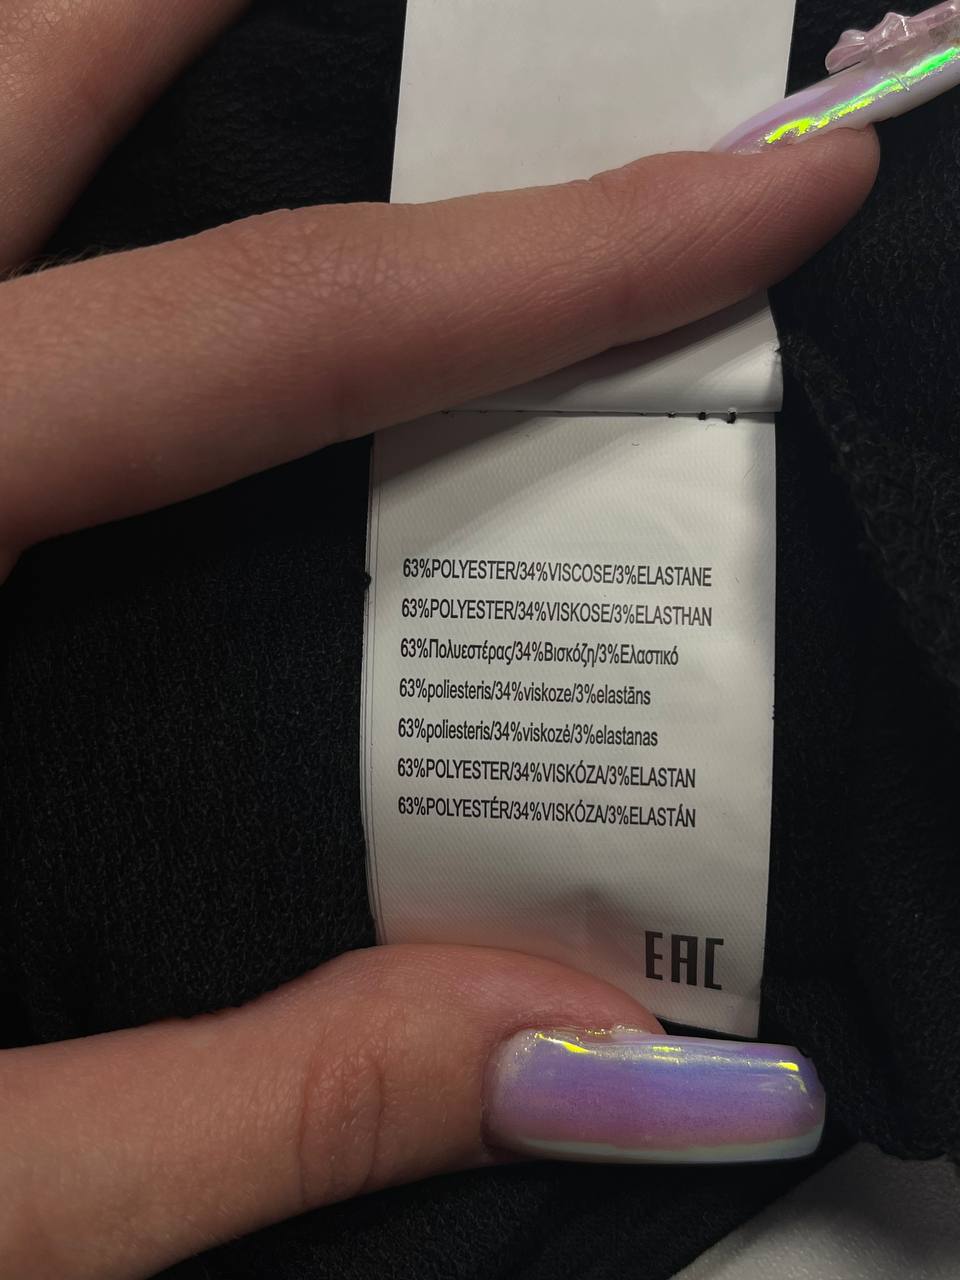 63%POLYESTER/34%VISCOSE/3%ELASTANE
63%POLYESTER/34%VISKOSE/3%ELASTHAN
63%Πολυεστέρας/34%Βισκόζη/3%Ελαστικό
63%poliesteris/34%viskoze/3%elastāns
63%poliesteris/34%viskozė/3%elastanas
63%POLYESTER/34%VISKÓZA/3%ELASTAN
63%POLYESTÉR/34%VISKÓZA/3%ELASTÁN
EAC